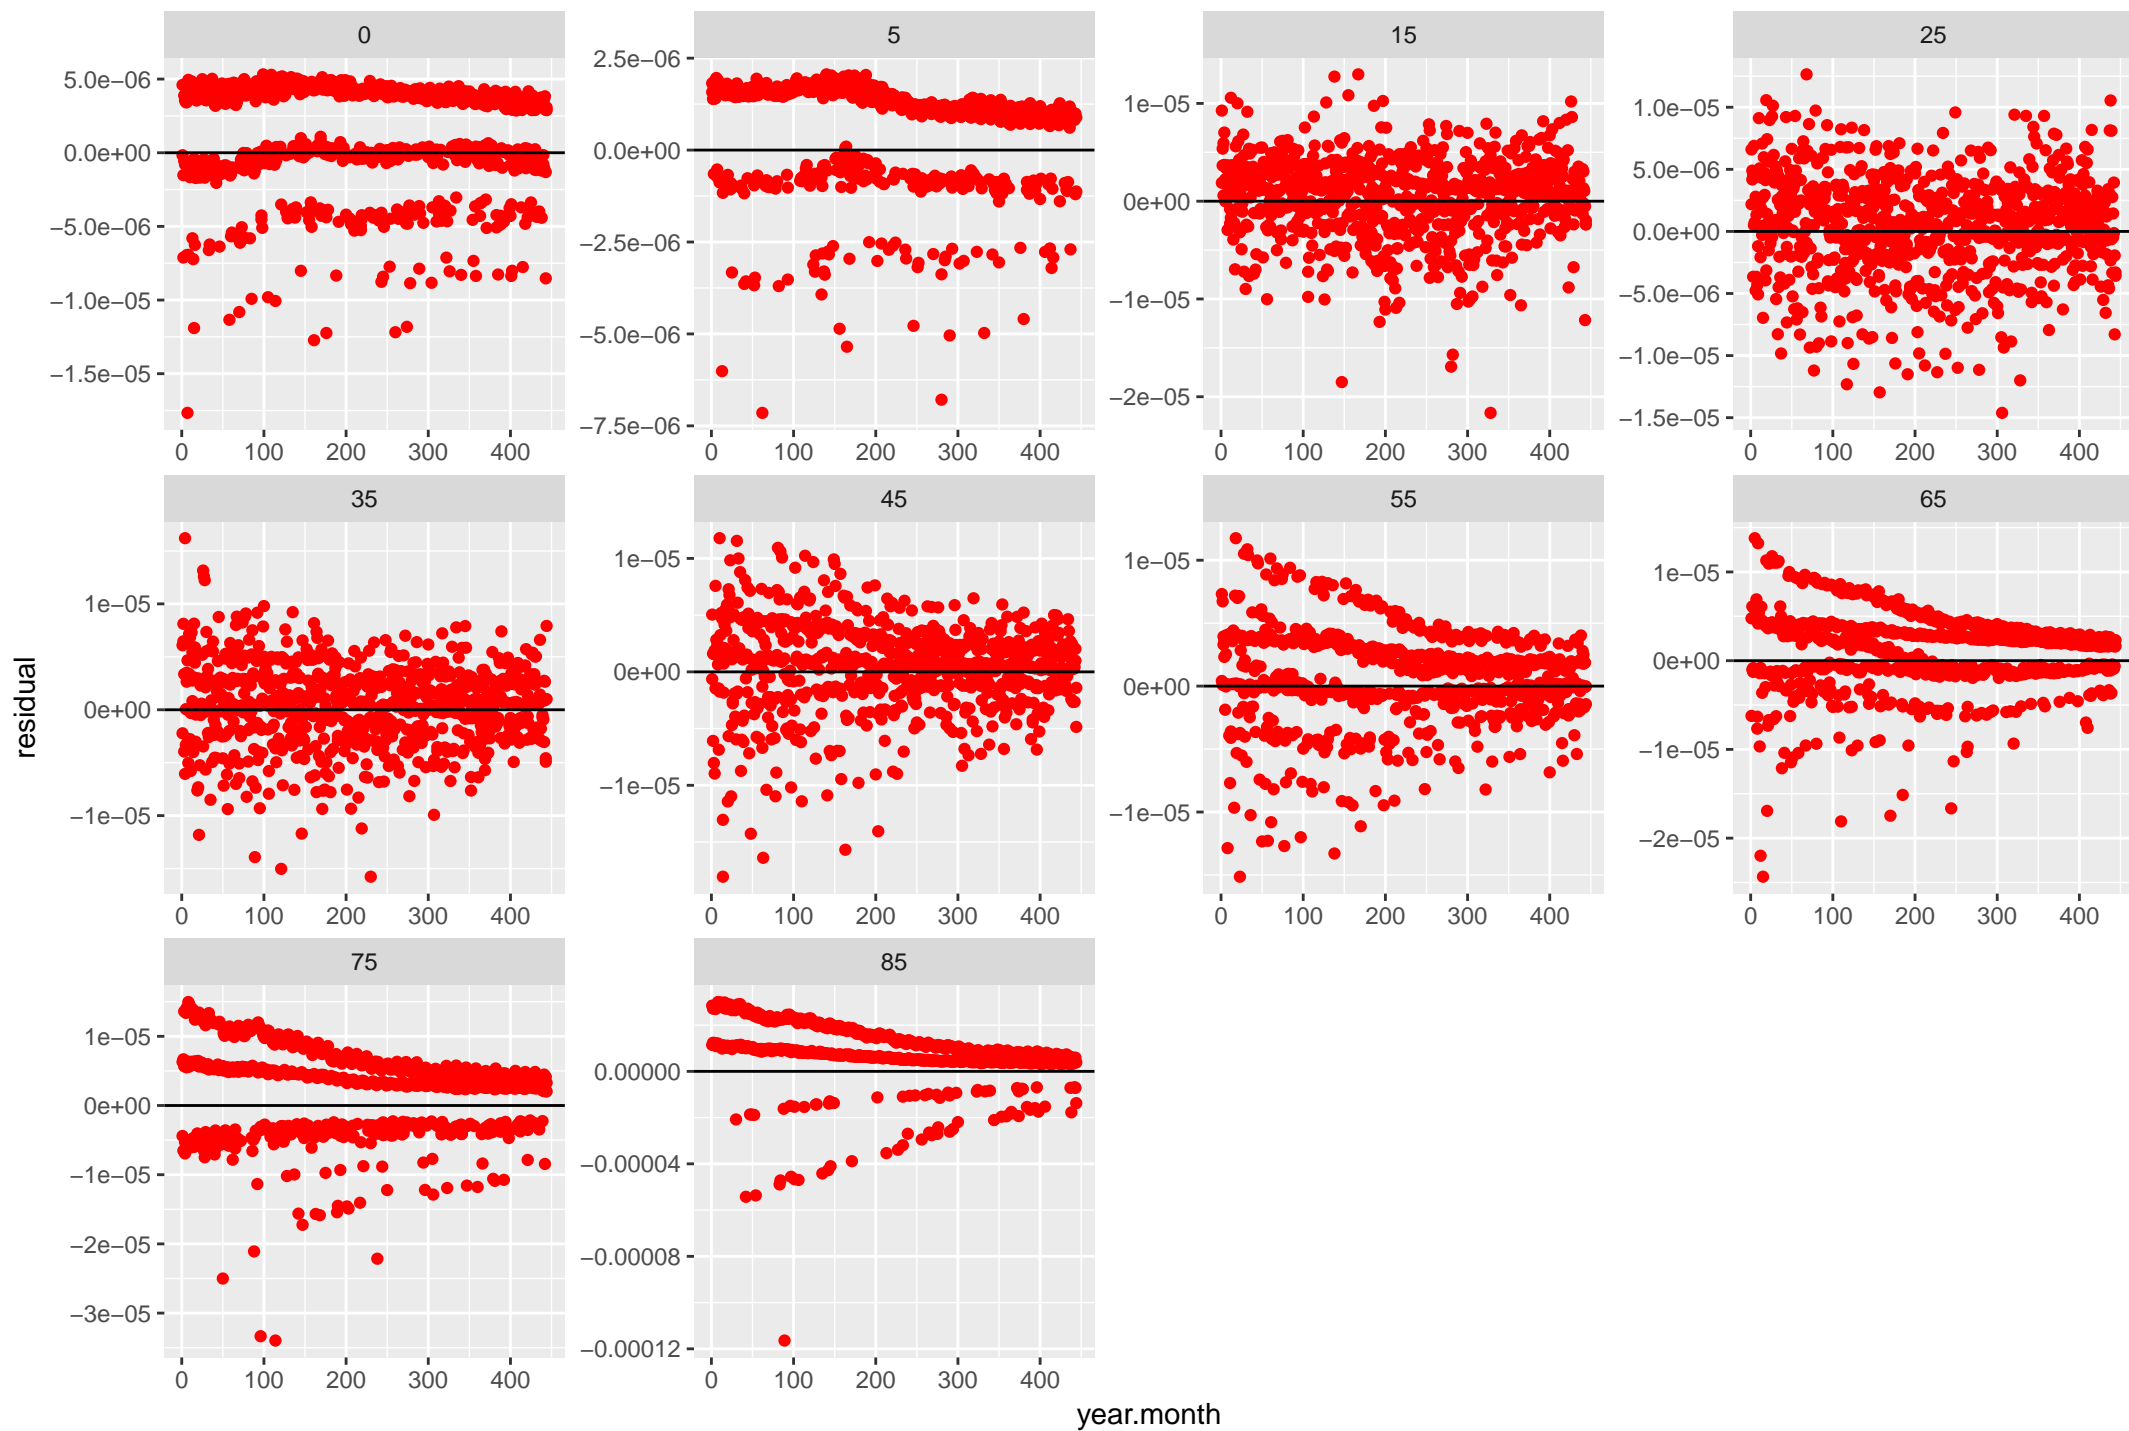 0 5 15 25
5.0e−06
0.0e+00
−5.0e−06
−1.0e−05
−1.5e−05
0 100 200 300 400
2.5e−06
0.0e+00
−2.5e−06
−5.0e−06
−7.5e−06
0 100 200 300 400
1e−05
0e+00
−1e−05
−2e−05
0 100 200 300 400
1.0e−05
5.0e−06
0.0e+00
−5.0e−06
−1.0e−05
−1.5e−05
0 100 200 300 400
residual
35 45 55 65
1e−05
0e+00
−1e−05
0 100 200 300 400
1e−05
0e+00
−1e−05
0 100 200 300 400
1e−05
0e+00
−1e−05
0 100 200 300 400
1e−05
0e+00
−1e−05
−2e−05
0 100 200 300 400
75 85
1e−05
0e+00
−1e−05
−2e−05
−3e−05
0 100 200 300 400
0.00000
−0.00004
−0.00008
−0.00012
0 100 200 300 400
year.month